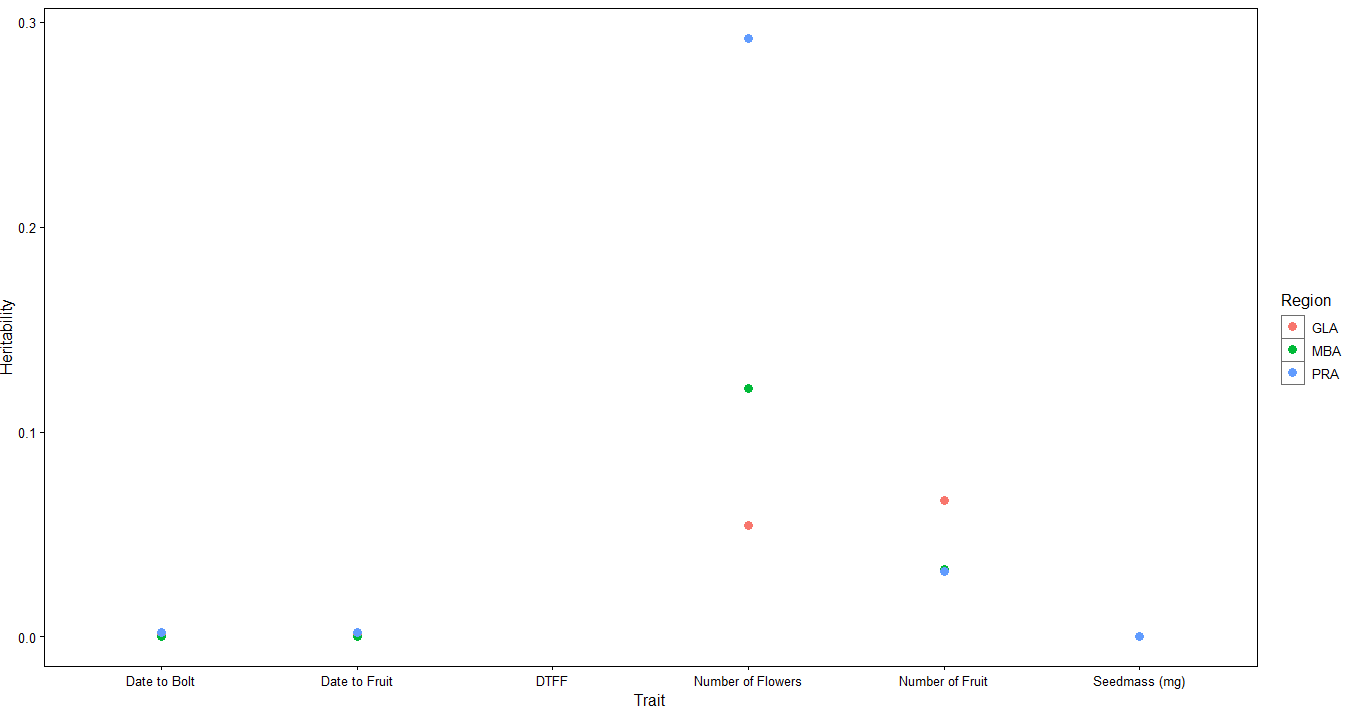 0.3
0.2
0.1
0.0
Heritability
Date to Bolt
Date to Fruit
DTFF
Number of Flowers
Number of Fruit
Seedmass (mg)
Trait
Region
GLA
MBA
PRA